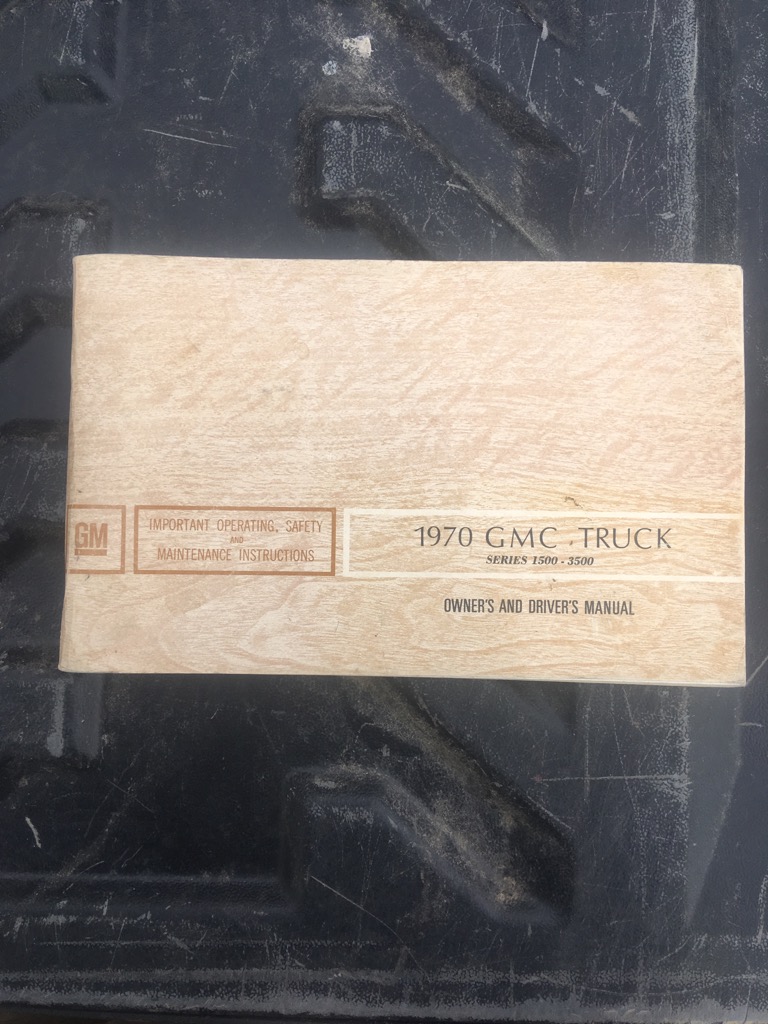 GM
IMPORTANT OPERATING, SAFETY
AND
MAINTENANCE INSTRUCTIONS
1970 GMC TRUCK
SERIES 1500 - 3500
OWNER'S AND DRIVER'S MANUAL